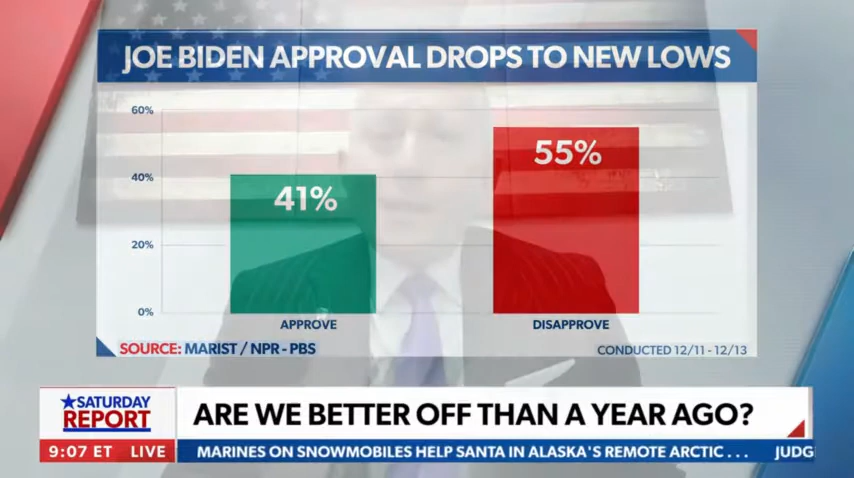 JOE BIDEN APPROVAL DROPS TO NEW LOWS
60%
40%
20%
0%
41%
55%
APPROVE
DISAPPROVE
SOURCE: MARIST / NPR - PBS
CONDUCTED 12/11 - 12/13
SATURDAY
REPORT
ARE WE BETTER OFF THAN A YEAR AGO?
9:07 ET LIVE
MARINES ON SNOWMOBILES HELP SANTA IN ALASKA'S REMOTE ARCTIC . . . JUDG